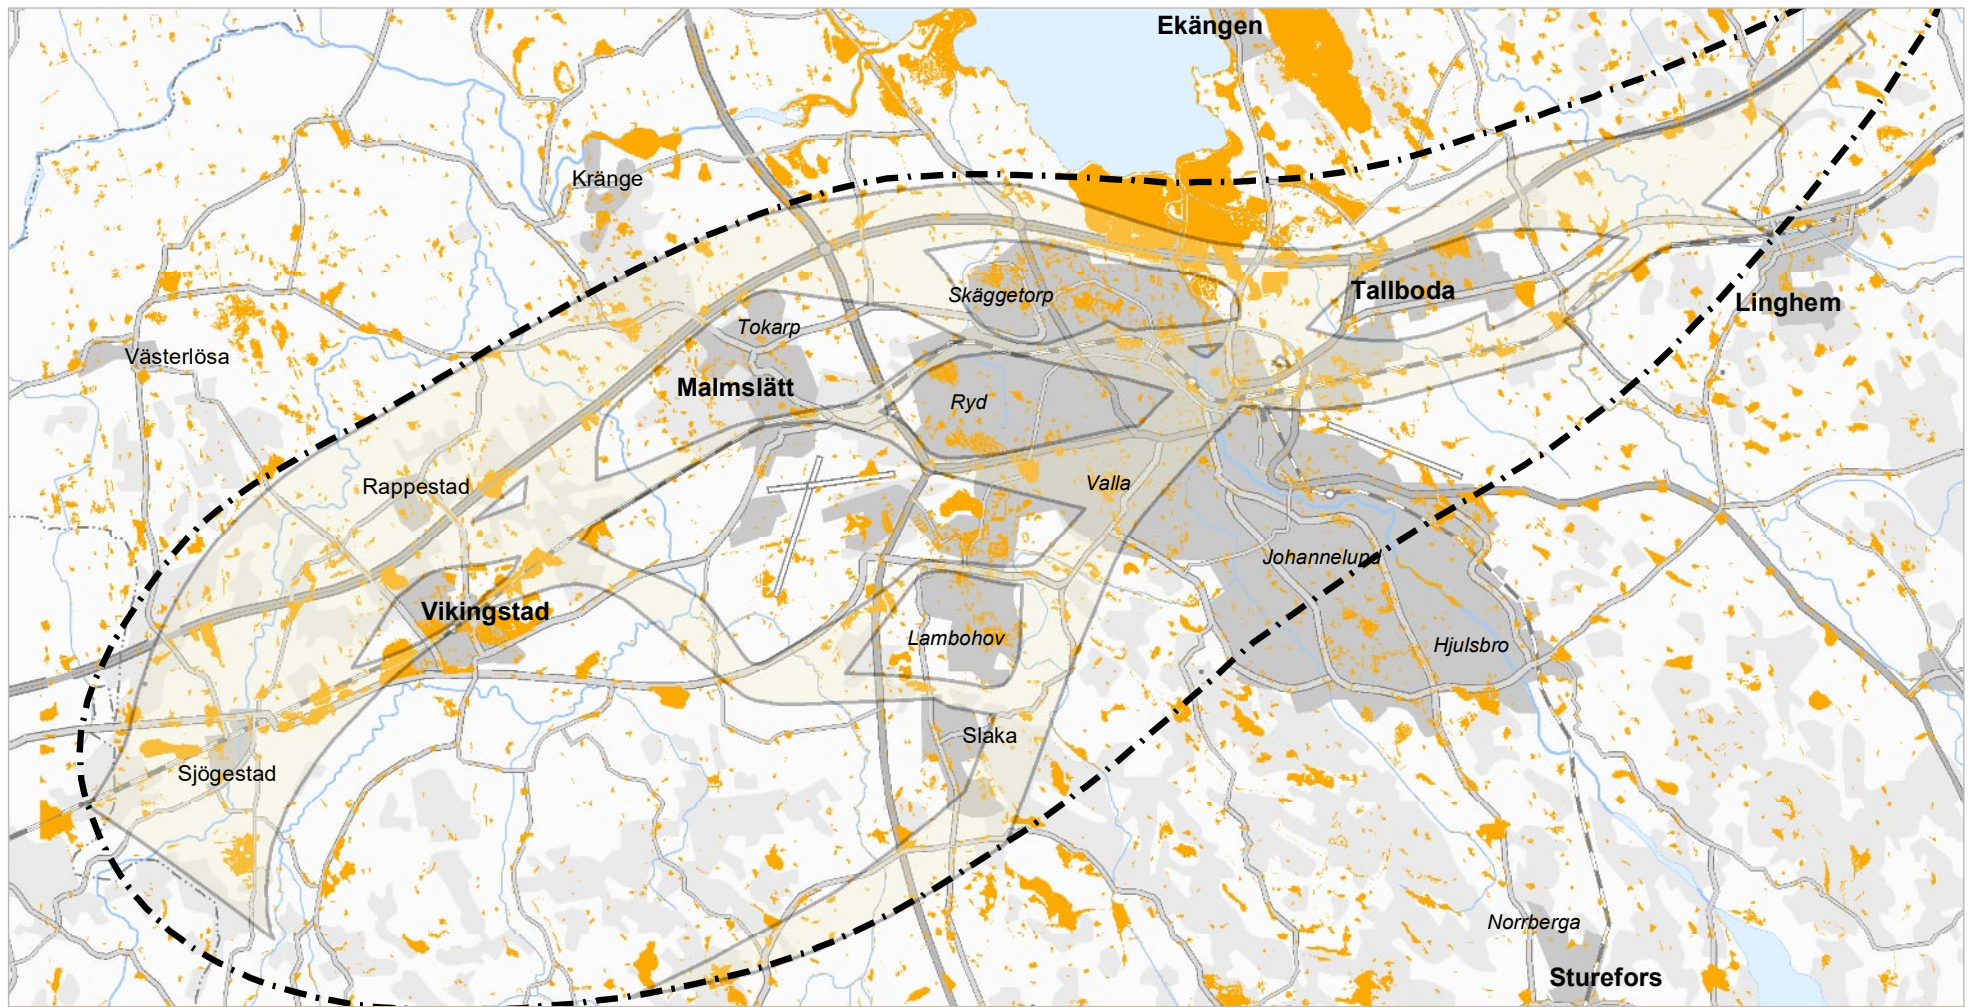 Ekängen
Kränge
Skäggetorp
Tallboda
Linghem
Tokarp
Västerlösa
Malmslätt
Ryd
Rappestad
Valla
Johannelund
Vikingstad
Lambohov
Hjulsbro
Slaka
Sjögestad
Norrberga
Sturefors